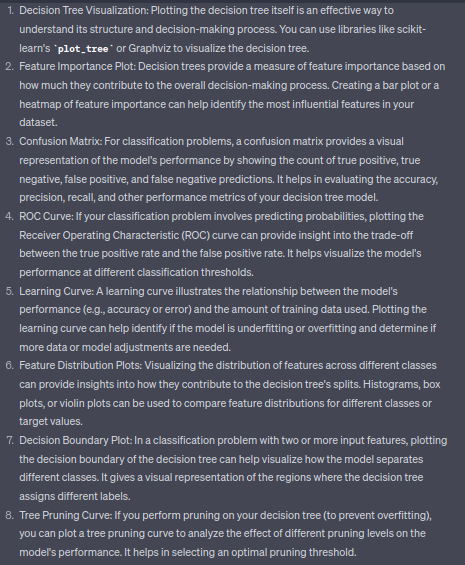 1. Decision Tree Visualization: Plotting the decision tree itself is an effective way to
understand its structure and decision-making process. You can use libraries like scikit-
learn's `plot_tree` or Graphviz to visualize the decision tree.
2. Feature Importance Plot: Decision trees provide a measure of feature importance based on
how much they contribute to the overall decision-making process. Creating a bar plot or a
heatmap of feature importance can help identify the most influential features in your
dataset.
3. Confusion Matrix: For classification problems, a confusion matrix provides a visual
representation of the model's performance by showing the count of true positive, true
negative, false positive, and false negative predictions. It helps in evaluating the accuracy,
precision, recall, and other performance metrics of your decision tree model.
4. ROC Curve: If your classification problem involves predicting probabilities, plotting the
Receiver Operating Characteristic (ROC) curve can provide insight into the trade-off
between the true positive rate and the false positive rate. It helps visualize the model's
performance at different classification thresholds.
5. Learning Curve: A learning curve illustrates the relationship between the model's
performance (e.g., accuracy or error) and the amount of training data used. Plotting the
learning curve can help identify if the model is underfitting or overfitting and determine if
more data or model adjustments are needed.
6. Feature Distribution Plots: Visualizing the distribution of features across different classes
can provide insights into how they contribute to the decision tree's splits. Histograms, box
plots, or violin plots can be used to compare feature distributions for different classes or
target values.
7. Decision Boundary Plot: In a classification problem with two or more input features, plotting
the decision boundary of the decision tree can help visualize how the model separates
different classes. It gives a visual representation of the regions where the decision tree
assigns different labels.
8. Tree Pruning Curve: If you perform pruning on your decision tree (to prevent overfitting),
you can plot a tree pruning curve to analyze the effect of different pruning levels on the
model's performance. It helps in selecting an optimal pruning threshold.